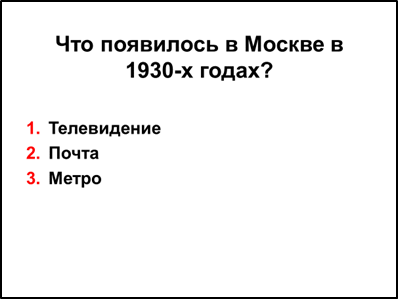 Что появилось в Москве в
1930-х годах?
1. Телевидение
2. Почта
3. Метро